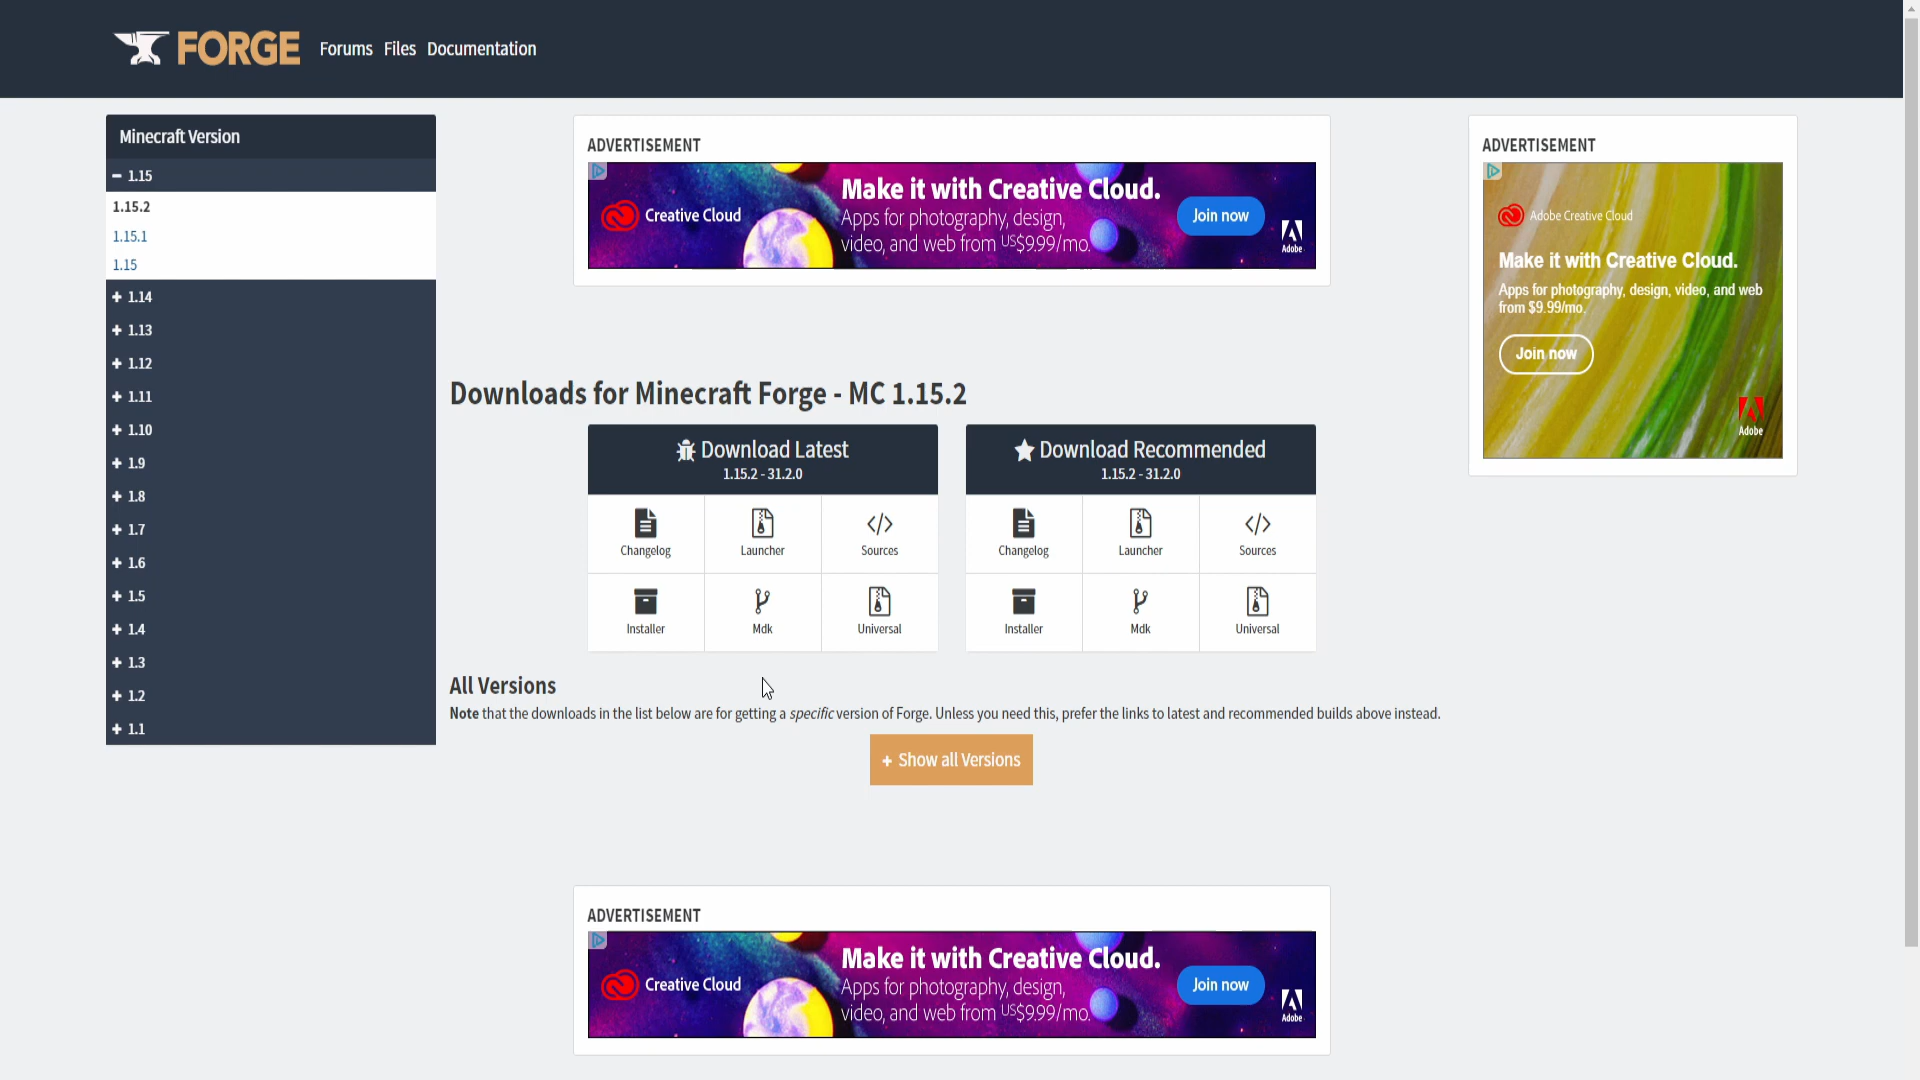 FORGE Forums Files Documentation
Minecraft Version
1.15
1.15.2
1.15.1
1.15
1.14
1.13
1.12
1.11
1.10
1.9
1.8
1.7
1.6
1.5
1.4
1.3
1.2
1.1
ADVERTISEMENT
Creative Cloud
Make it with Creative Cloud.
Apps for photography, design,
video, and web from US$9.99/mo.
Join now
Adobe
Downloads for Minecraft Forge - MC 1.15.2
Download Latest
1.15.2 - 31.2.0
Changelog Launcher Sources
Installer Mdk Universal
Download Recommended
1.15.2 - 31.2.0
Changelog Launcher Sources
Installer Mdk Universal
All Versions
Note that the downloads in the list below are for getting a specific version of Forge. Unless you need this, prefer the links to latest and recommended builds above instead.
+ Show all Versions
ADVERTISEMENT
Creative Cloud
Make it with Creative Cloud.
Apps for photography, design,
video, and web from US$9.99/mo.
Join now
Adobe
ADVERTISEMENT
Adobe Creative Cloud
Make it with Creative Cloud.
Apps for photography, design, video, and web
from $9.99/mo.
Join now
Adobe